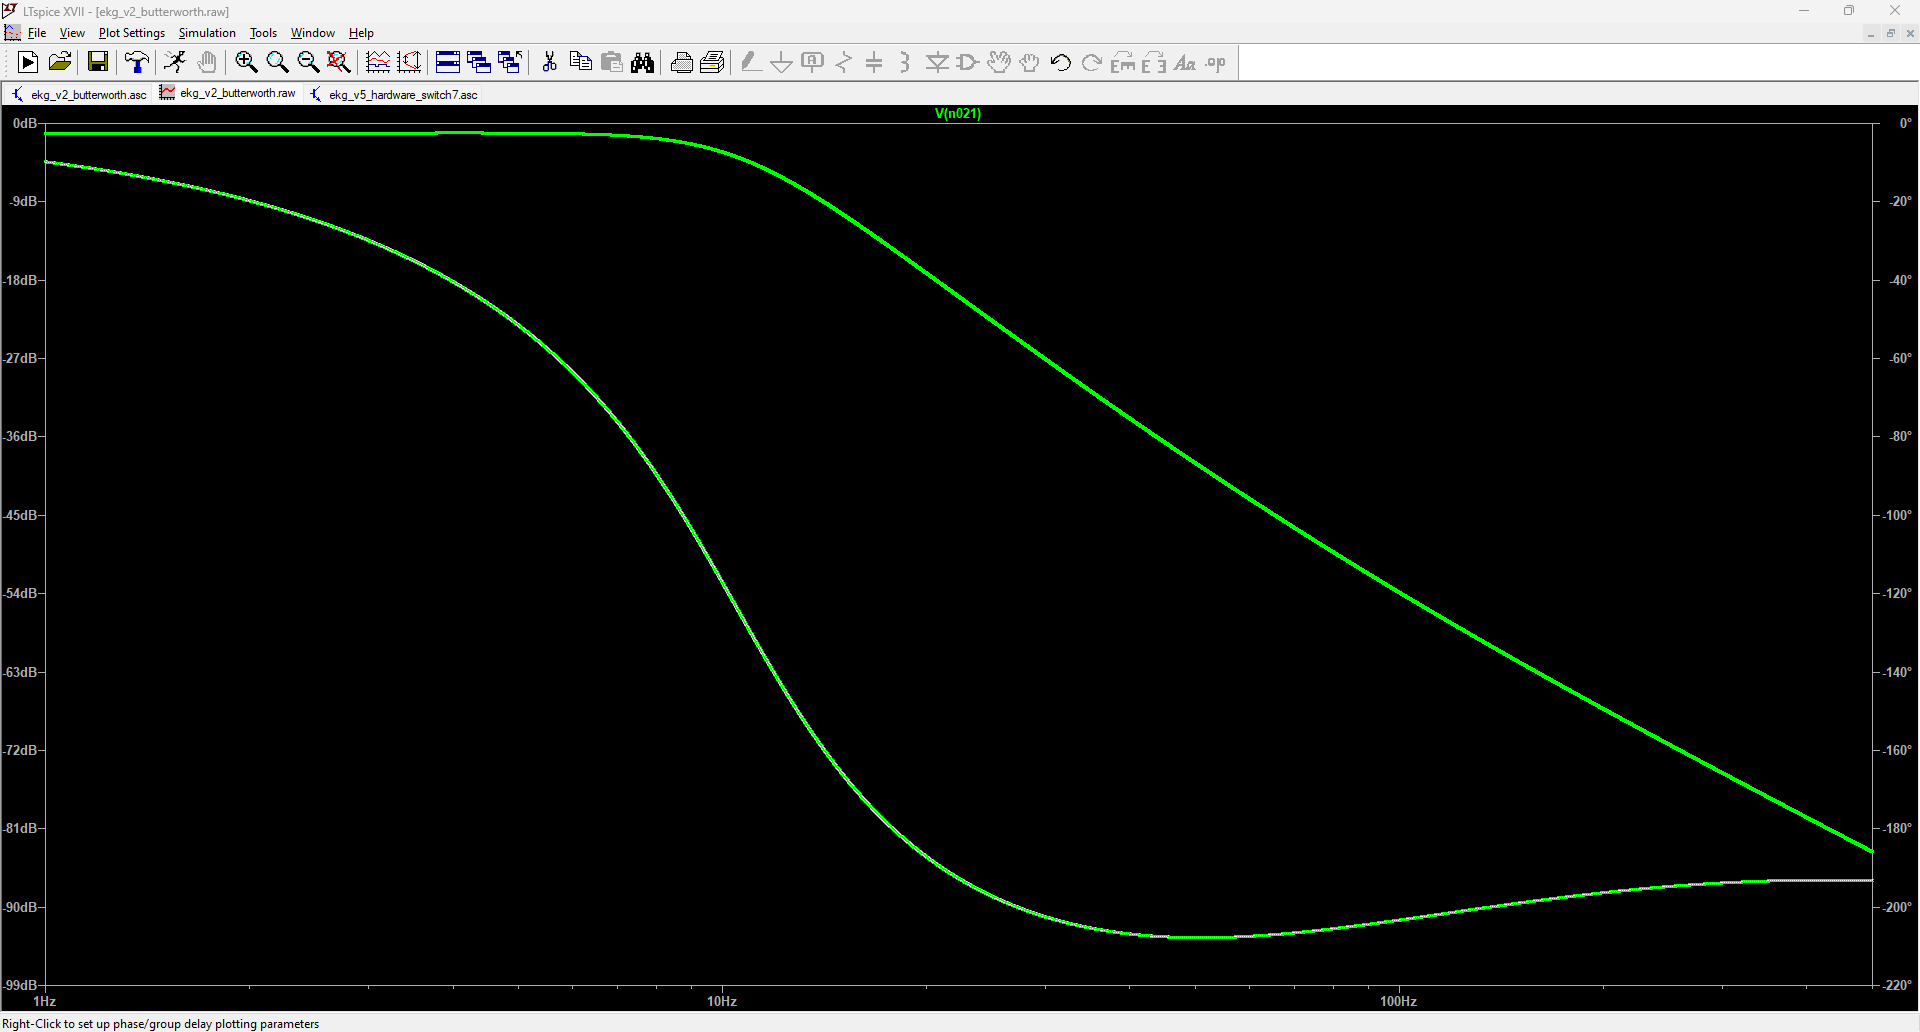 LTspice XVII - [ekg_v2_butterworth.raw]
File View Plot Settings Simulation Tools Window Help
ekg_v2_butterworth.asc ekg_v2_butterworth.raw ekg_v5_hardware_switch7.asc
V(n021)
0dB 0°
-9dB -20°
-18dB -40°
-27dB -60°
-36dB -80°
-45dB -100°
-54dB -120°
-63dB -140°
-72dB -160°
-81dB -180°
-90dB -200°
-99dB -220°
1Hz 10Hz 100Hz
Right-Click to set up phase/group delay plotting parameters